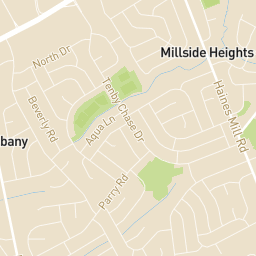 North Dr
Millside Heights
Tenby Chase Dr
Beverly Rd
Aqua Ln
Haines Mill Rd
bany
Parry Rd